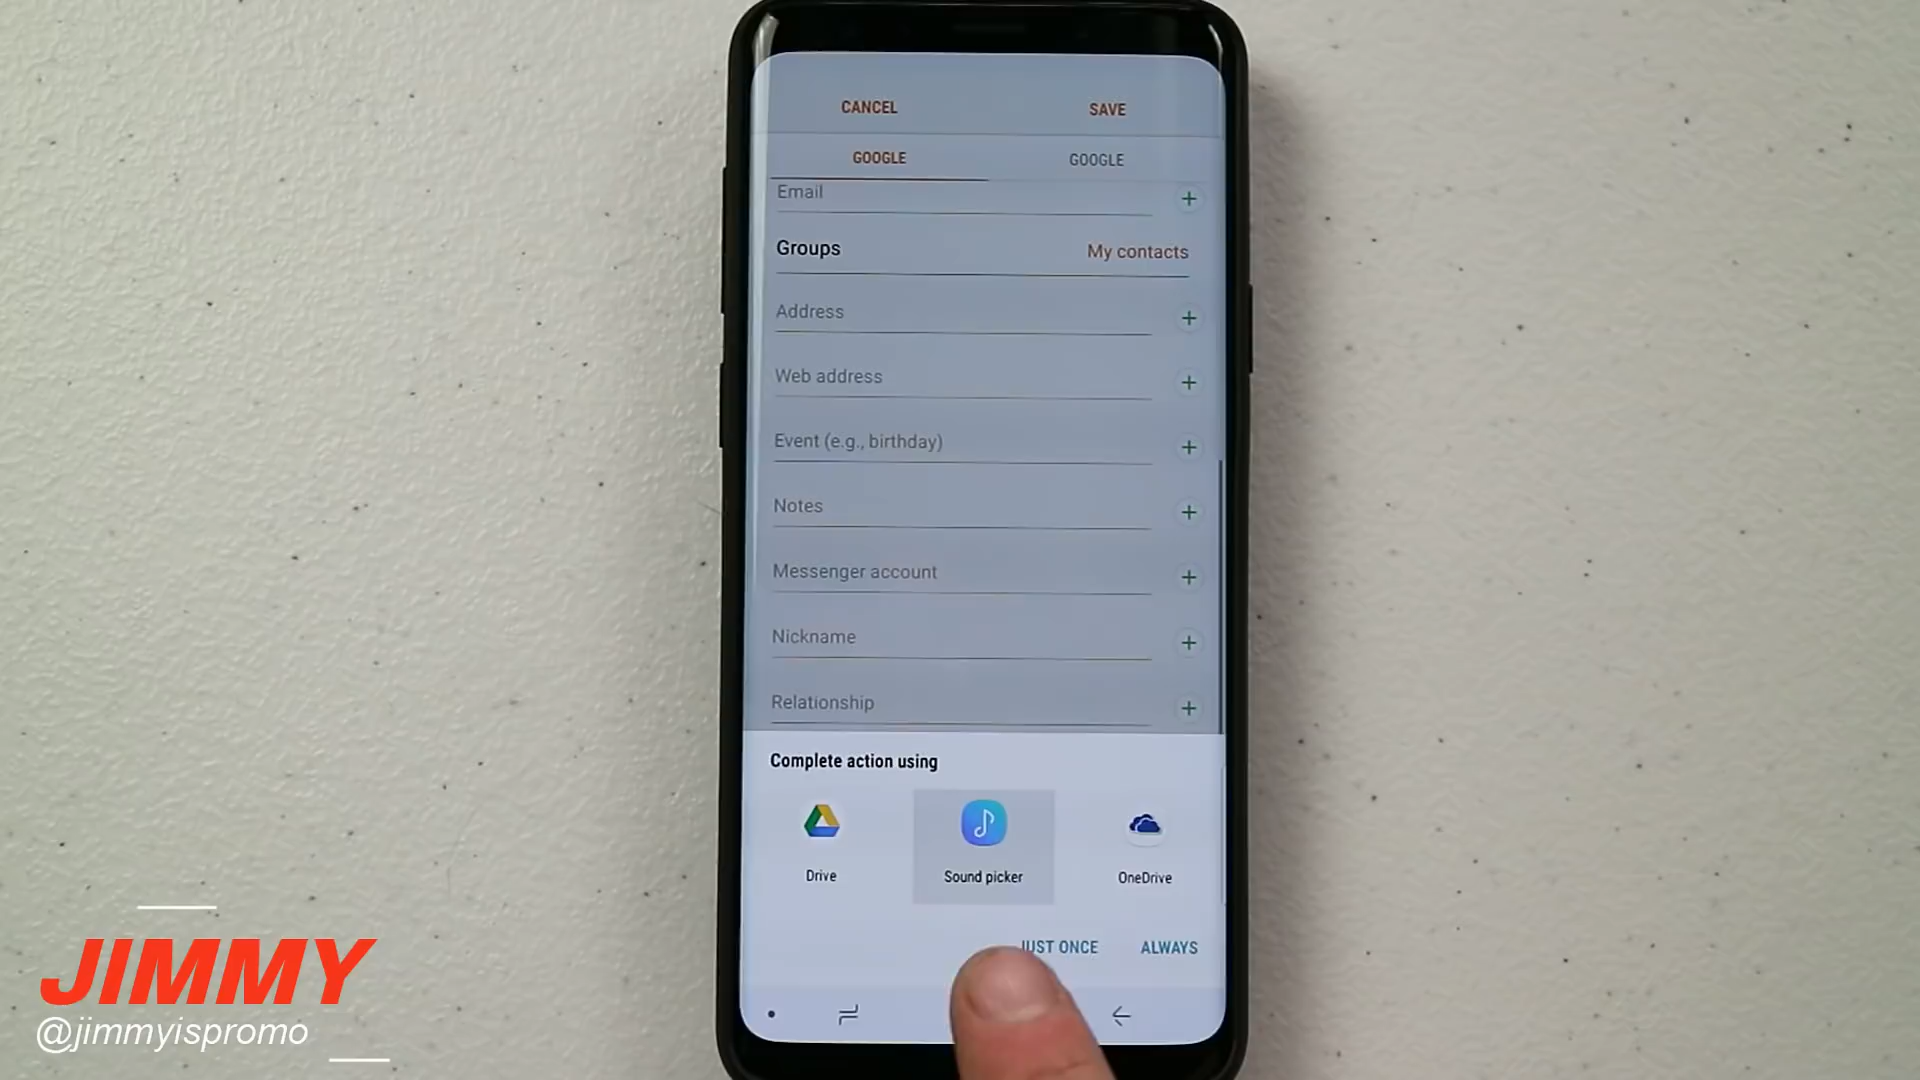 CANCEL SAVE
GOOGLE GOOGLE
Email
Groups My contacts
Address
Web address
Event (e.g., birthday)
Notes
Messenger account
Nickname
Relationship
Complete action using
Drive Sound picker OneDrive
JUST ONCE ALWAYS
JIMMY
@jimmyispromo